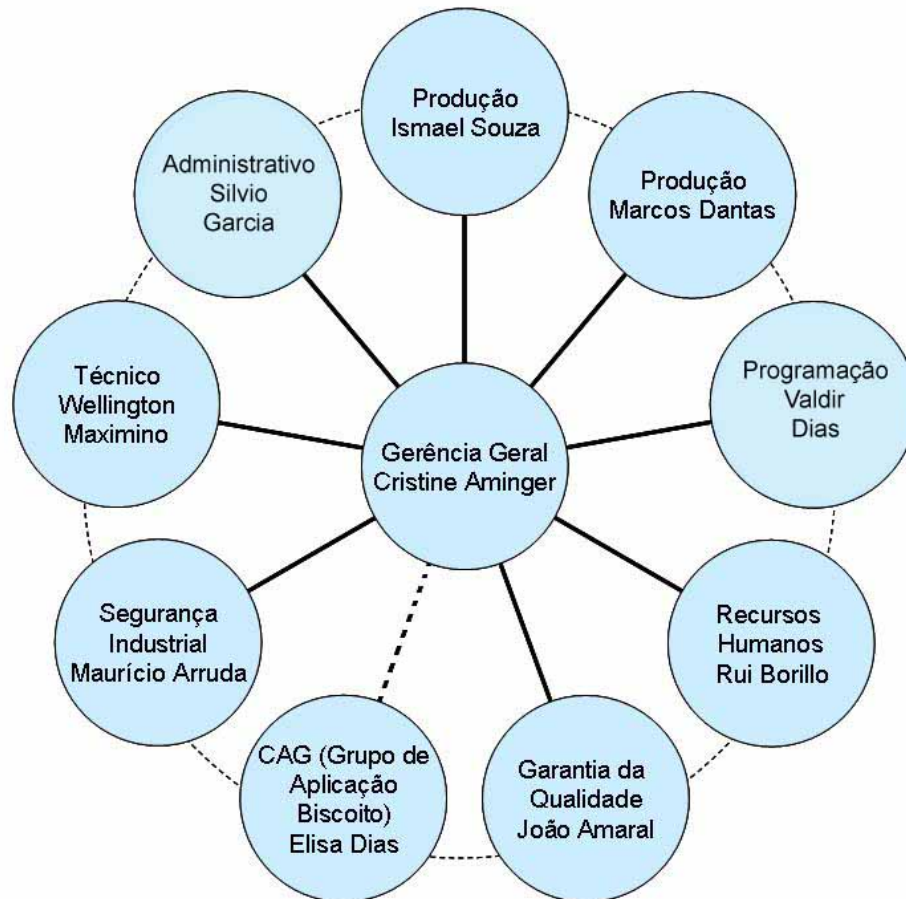 Produção
Ismael Souza
Produção
Marcos Dantas
Programação
Valdir
Dias
Recursos
Humanos
Rui Borillo
Garantia da
Qualidade
João Amaral
CAG (Grupo de
Aplicação
Biscoito)
Elisa Dias
Segurança
Industrial
Maurício Arruda
Técnico
Wellington
Maximino
Administrativo
Silvio
Garcia
Gerência Geral
Cristine Aminger